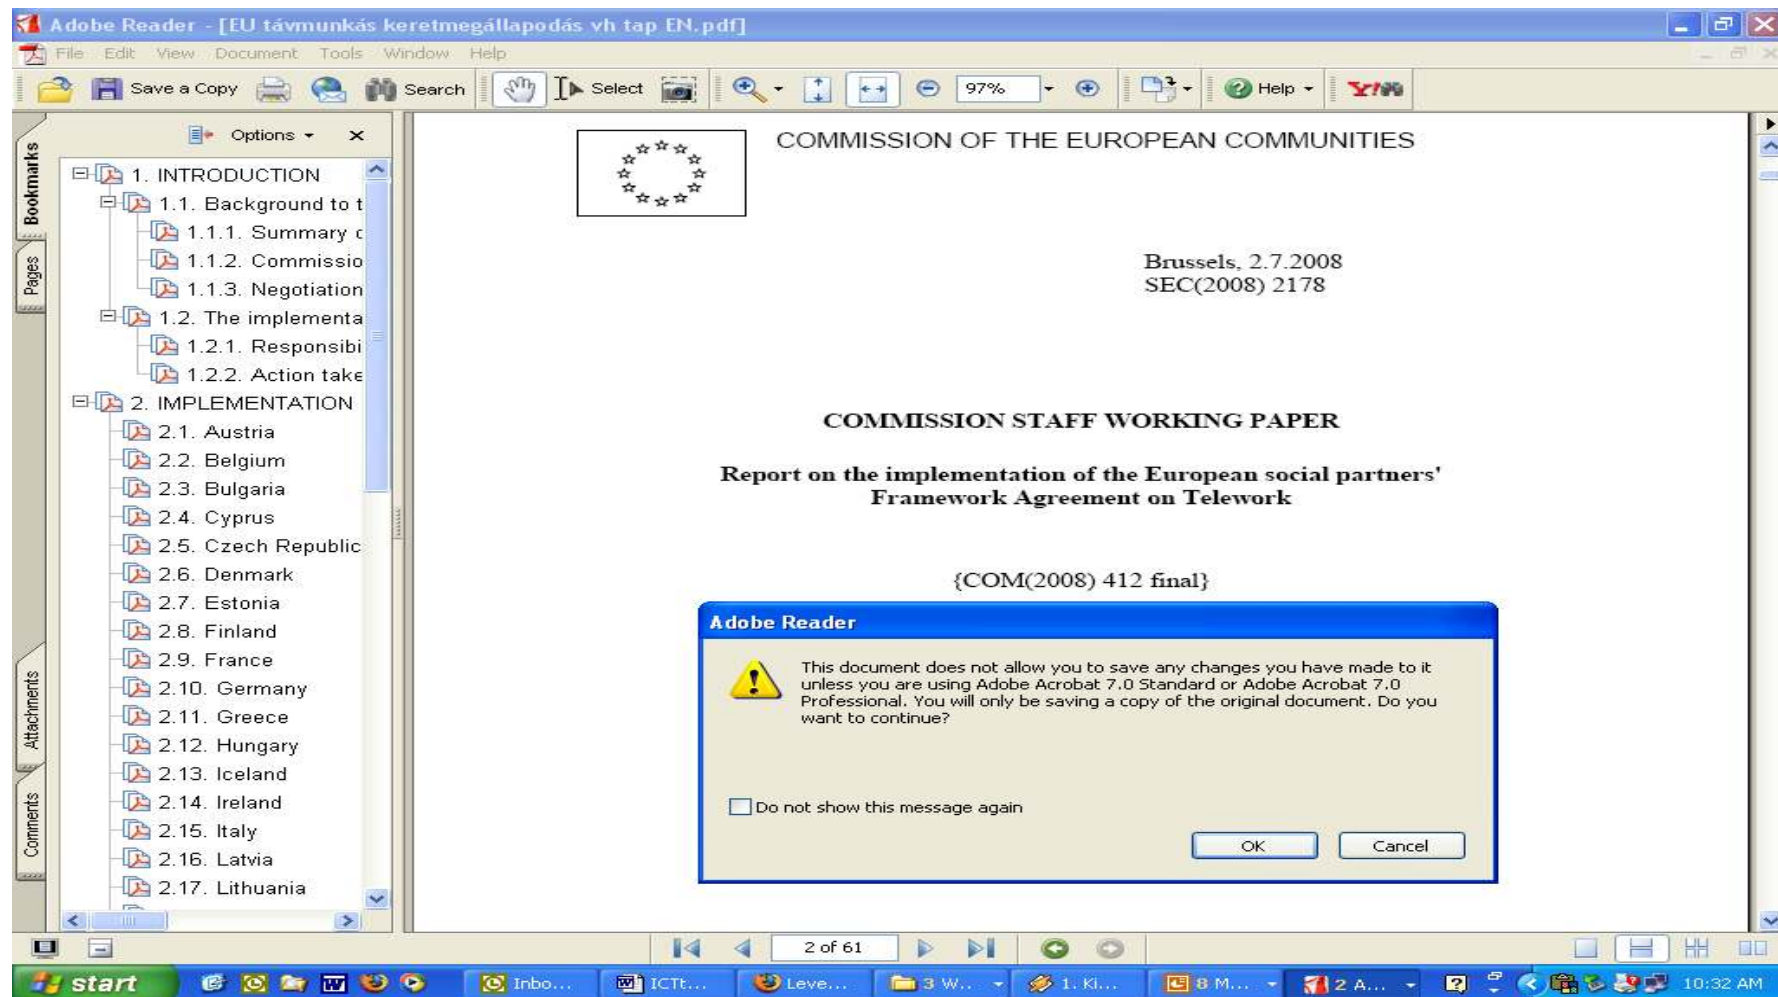 Adobe Reader - [EU távmunkás keretmegállapodás vh tap EN.pdf]
File Edit View Document Tools Window Help
Save a Copy Search Select 97% Help Y!
Options
Bookmarks
Pages
Attachments
Comments
1. INTRODUCTION
1.1. Background to t
1.1.1. Summary c
1.1.2. Commissio
1.1.3. Negotiation
1.2. The implementa
1.2.1. Responsibi
1.2.2. Action take
2. IMPLEMENTATION
2.1. Austria
2.2. Belgium
2.3. Bulgaria
2.4. Cyprus
2.5. Czech Republic
2.6. Denmark
2.7. Estonia
2.8. Finland
2.9. France
2.10. Germany
2.11. Greece
2.12. Hungary
2.13. Iceland
2.14. Ireland
2.15. Italy
2.16. Latvia
2.17. Lithuania
COMMISSION OF THE EUROPEAN COMMUNITIES
Brussels, 2.7.2008
SEC(2008) 2178
COMMISSION STAFF WORKING PAPER
Report on the implementation of the European social partners'
Framework Agreement on Telework
{COM(2008) 412 final}
Adobe Reader
This document does not allow you to save any changes you have made to it
unless you are using Adobe Acrobat 7.0 Standard or Adobe Acrobat 7.0
Professional. You will only be saving a copy of the original document. Do you
want to continue?
Do not show this message again
OK Cancel
2 of 61
start Inbo... ICTt... Leve... 3 W... 1. Ki... 8 M... 2 A... 10:32 AM